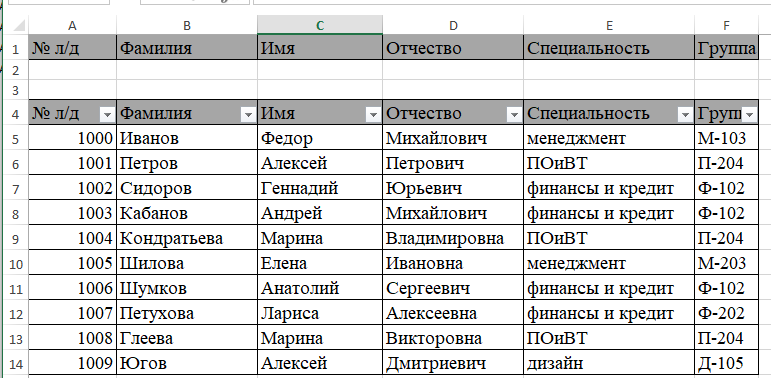 A B C D E F
1 № л/д Фамилия Имя Отчество Специальность Группа
2
3
4 № л/д Фамилия Имя Отчество Специальность Груп
5 1000 Иванов Федор Михайлович менеджмент М-103
6 1001 Петров Алексей Петрович ПОиВТ П-204
7 1002 Сидоров Геннадий Юрьевич финансы и кредит Ф-102
8 1003 Кабанов Андрей Михайлович финансы и кредит Ф-102
9 1004 Кондратьева Марина Владимировна ПОиВТ П-204
10 1005 Шилова Елена Ивановна менеджмент М-203
11 1006 Шумков Анатолий Сергеевич финансы и кредит Ф-102
12 1007 Петухова Лариса Алексеевна финансы и кредит Ф-202
13 1008 Глеева Марина Викторовна ПОиВТ П-204
14 1009 Югов Алексей Дмитриевич дизайн Д-105